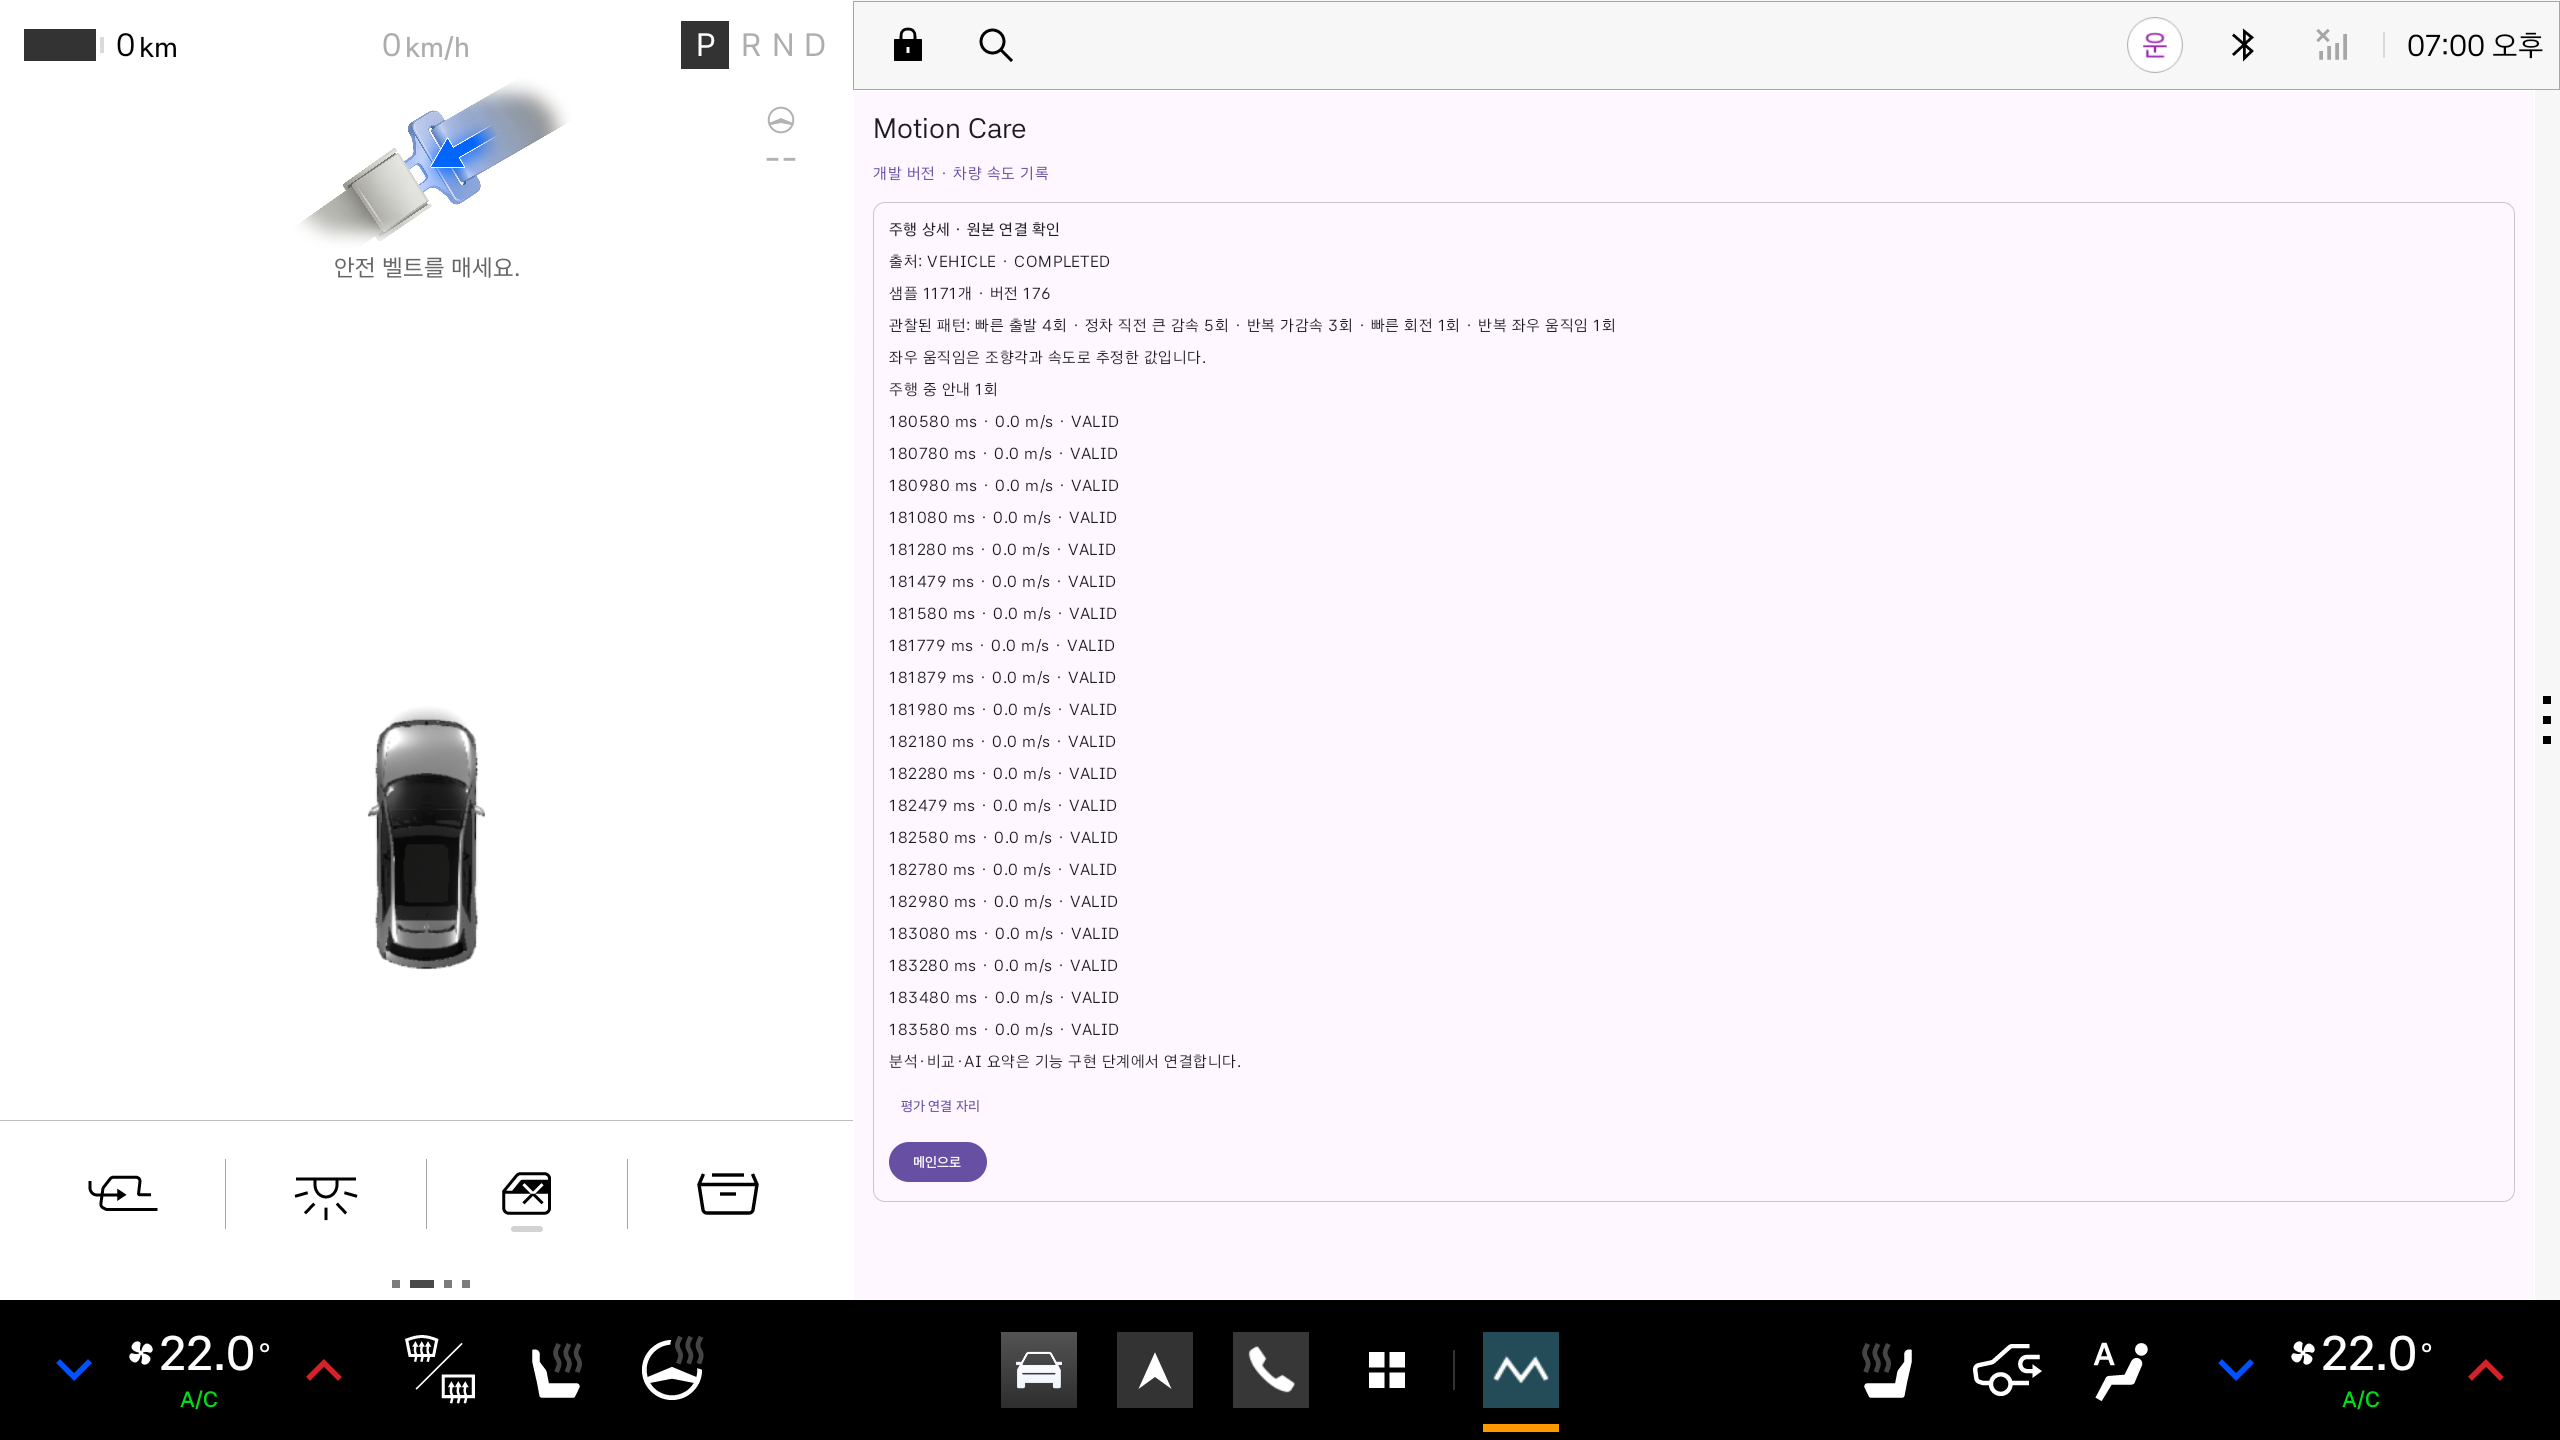 0 km
0 km/h
P R N D
안전 벨트를 매세요.
운
07:00 오후
Motion Care
개발 버전 · 차량 속도 기록
주행 상세 · 원본 연결 확인
출처: VEHICLE · COMPLETED
샘플 1171개 · 버전 176
관찰된 패턴: 빠른 출발 4회 · 정차 직전 큰 감속 5회 · 반복 가감속 3회 · 빠른 회전 1회 · 반복 좌우 움직임 1회
좌우 움직임은 조향각과 속도로 추정한 값입니다.
주행 중 안내 1회
180580 ms · 0.0 m/s · VALID
180780 ms · 0.0 m/s · VALID
180980 ms · 0.0 m/s · VALID
181080 ms · 0.0 m/s · VALID
181280 ms · 0.0 m/s · VALID
181479 ms · 0.0 m/s · VALID
181580 ms · 0.0 m/s · VALID
181779 ms · 0.0 m/s · VALID
181879 ms · 0.0 m/s · VALID
181980 ms · 0.0 m/s · VALID
182180 ms · 0.0 m/s · VALID
182280 ms · 0.0 m/s · VALID
182479 ms · 0.0 m/s · VALID
182580 ms · 0.0 m/s · VALID
182780 ms · 0.0 m/s · VALID
182980 ms · 0.0 m/s · VALID
183080 ms · 0.0 m/s · VALID
183280 ms · 0.0 m/s · VALID
183480 ms · 0.0 m/s · VALID
183580 ms · 0.0 m/s · VALID
분석·비교·AI 요약은 기능 구현 단계에서 연결합니다.
평가 연결 자리
메인으로
22.0°
A/C
A
22.0°
A/C